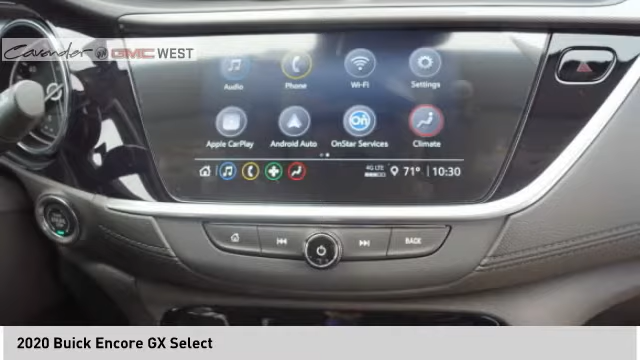 Cavender GMC WEST
Audio Phone Wi-Fi Settings
Apple CarPlay Android Auto OnStar Services Climate
4G LTE 71° 10:30
BACK
2020 Buick Encore GX Select